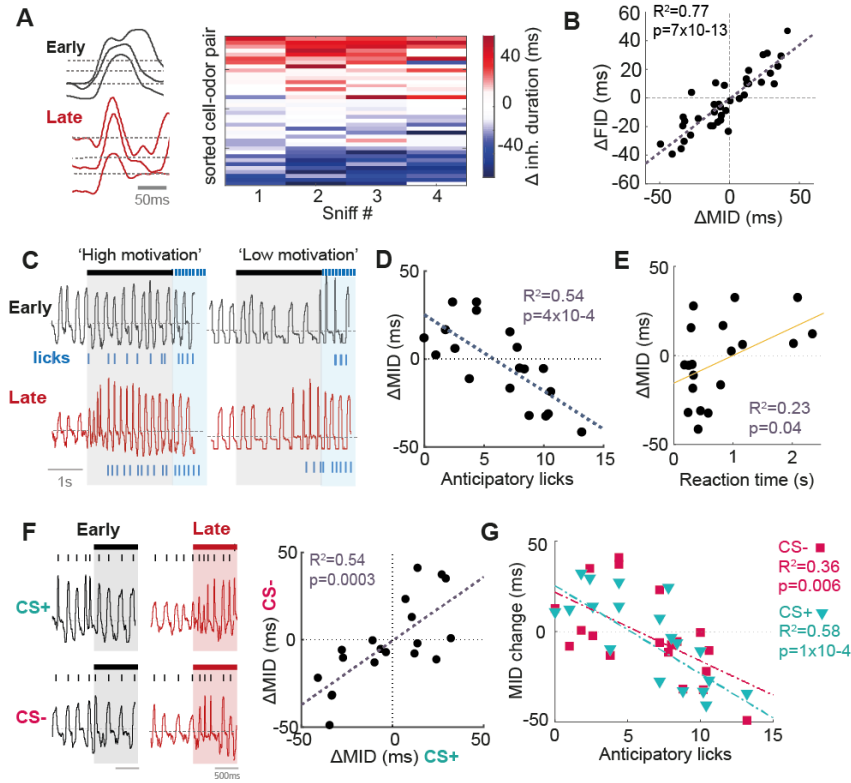 A
Early
Late
50ms
sorted cell-odor pair
1 2 3 4
Sniff #
40
0
-40
Δ inh. duration (ms)
B
R²=0.77
p=7x10-13
60
40
20
0
-20
-40
-60
ΔFID (ms)
-50 0 50
ΔMID (ms)
C
'High motivation' 'Low motivation'
Early
licks
Late
1s
D
50
0
-50
ΔMID (ms)
R²=0.54
p=4x10-4
0 5 10 15
Anticipatory licks
E
50
0
-50
ΔMID (ms)
R²=0.23
p=0.04
0 1 2
Reaction time (s)
F
Early Late
CS+
CS-
500ms
50
0
-50
ΔMID (ms) CS-
R²=0.54
p=0.0003
-50 0 50
ΔMID (ms) CS+
G
50
0
-50
MID change (ms)
CS-
R²=0.36
p=0.006
CS+
R²=0.58
p=1x10-4
0 5 10 15
Anticipatory licks